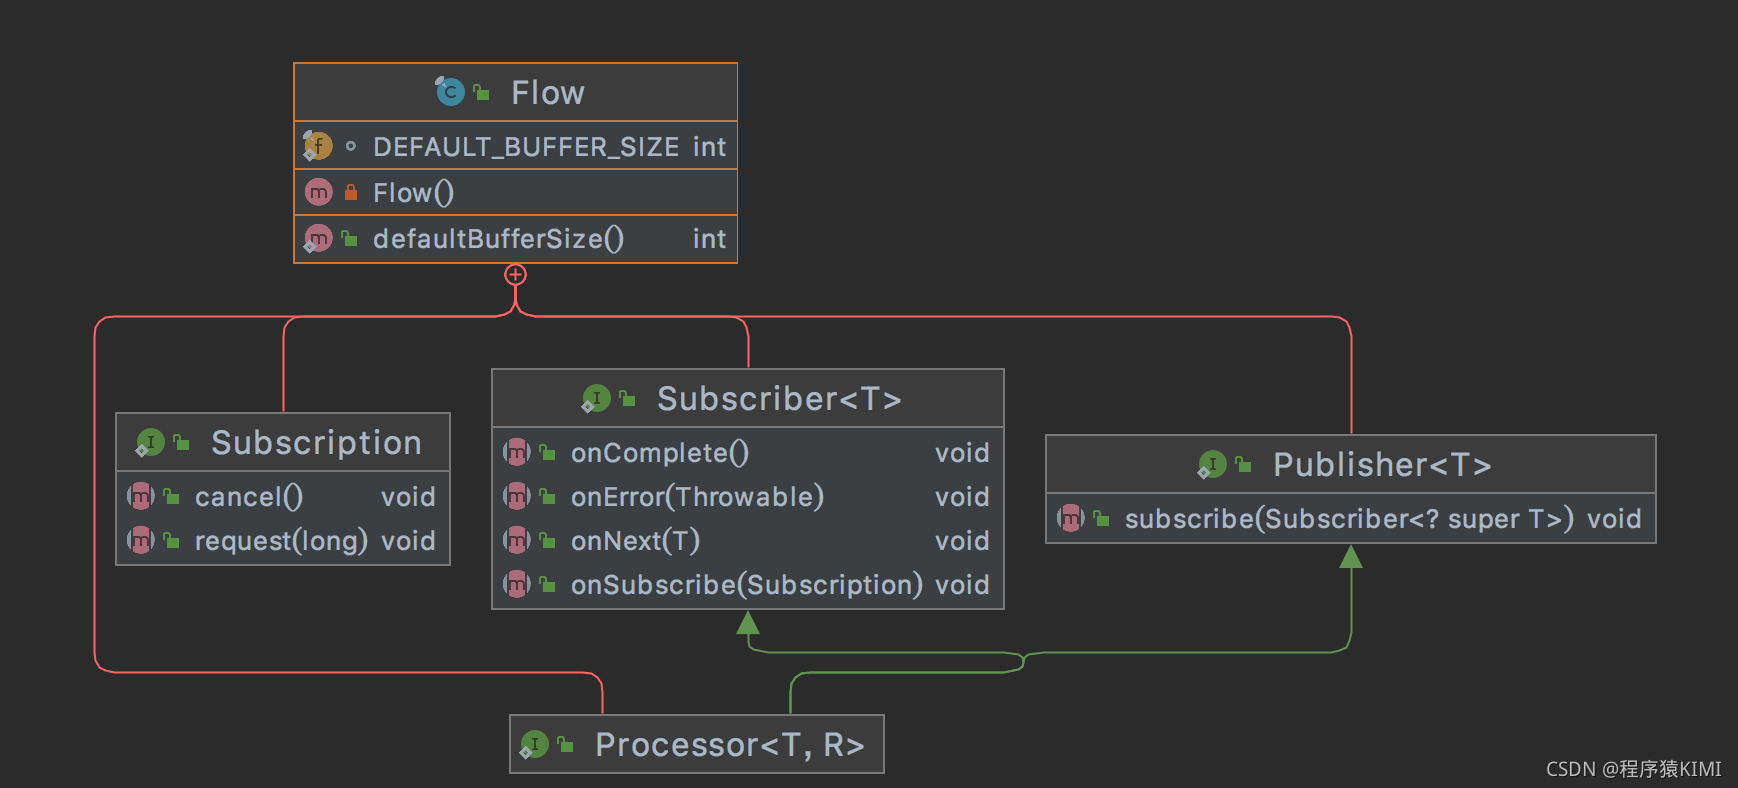 Flow
DEFAULT_BUFFER_SIZE int
Flow()
defaultBufferSize() int
Subscription
cancel() void
request(long) void
Subscriber<T>
onComplete() void
onError(Throwable) void
onNext(T) void
onSubscribe(Subscription) void
Publisher<T>
subscribe(Subscriber<? super T>) void
Processor<T, R>
CSDN @程序猿KIMI